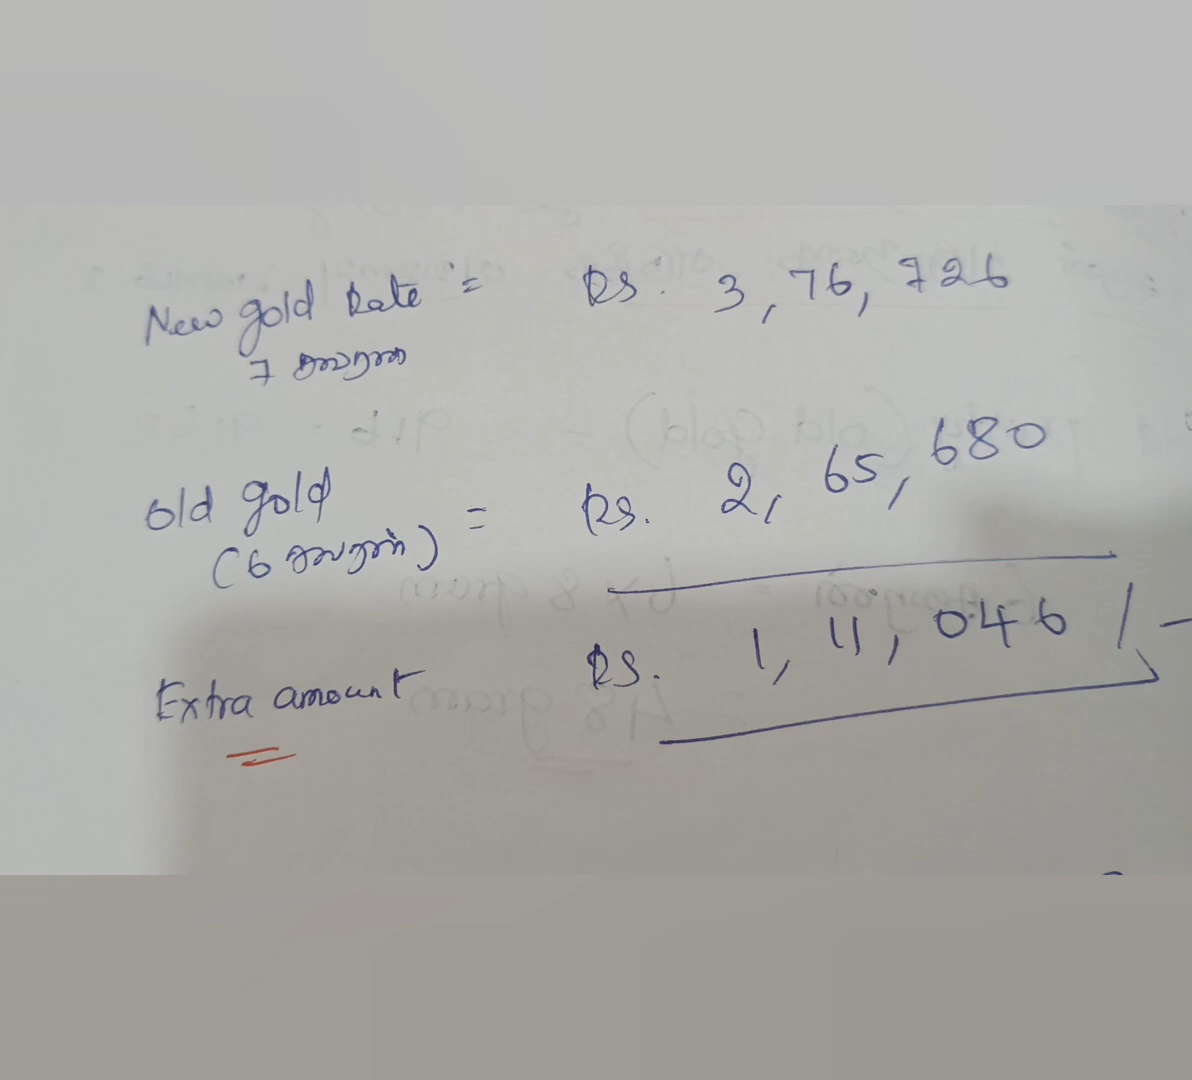 New gold Rate = Rs. 3,76,726
7 சவரன்
old gold = Rs. 2,65,680
(6 சவரன்)
Extra amount Rs. 1,11,046/-